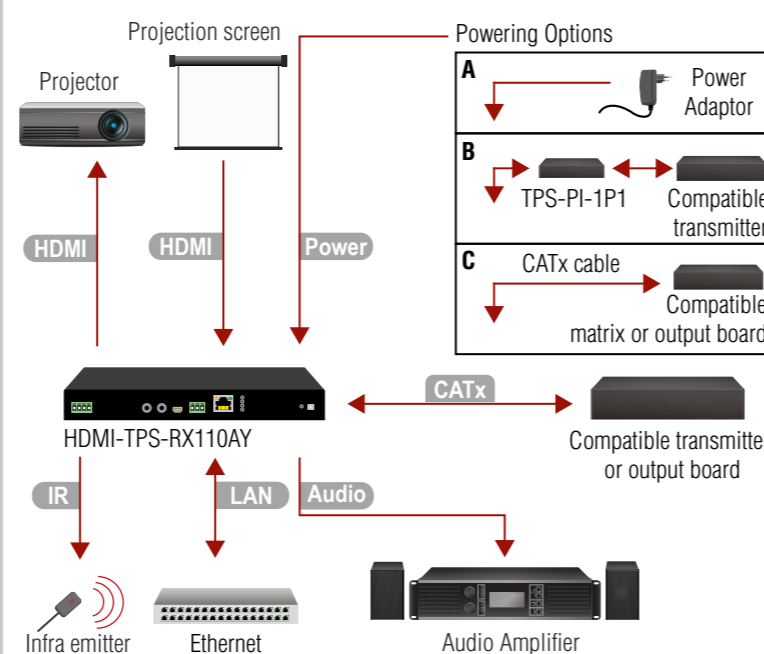 Projection screen
Powering Options
Projector
A
Power
Adaptor
B
TPS-PI-1P1
Compatible
transmitter
C
CATx cable
Compatible
matrix or output board
HDMI
HDMI
Power
CATx
HDMI-TPS-RX110AY
Compatible transmitter
or output board
IR
LAN
Audio
Infra emitter
Ethernet
Audio Amplifier